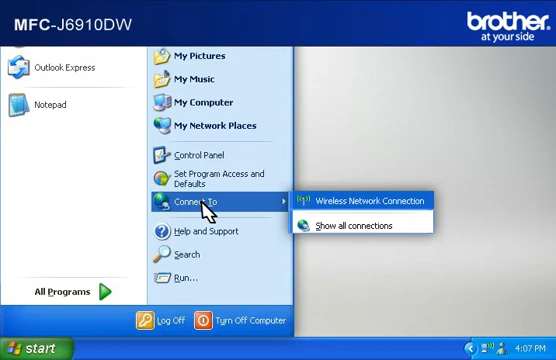 MFC-J6910DW
brother
at your side
My Pictures
Outlook Express
My Music
My Computer
Notepad
My Network Places
Control Panel
Set Program Access and
Defaults
Connect To
Wireless Network Connection
Show all connections
Help and Support
Search
Run...
All Programs
Log Off
Turn Off Computer
start
4:07 PM